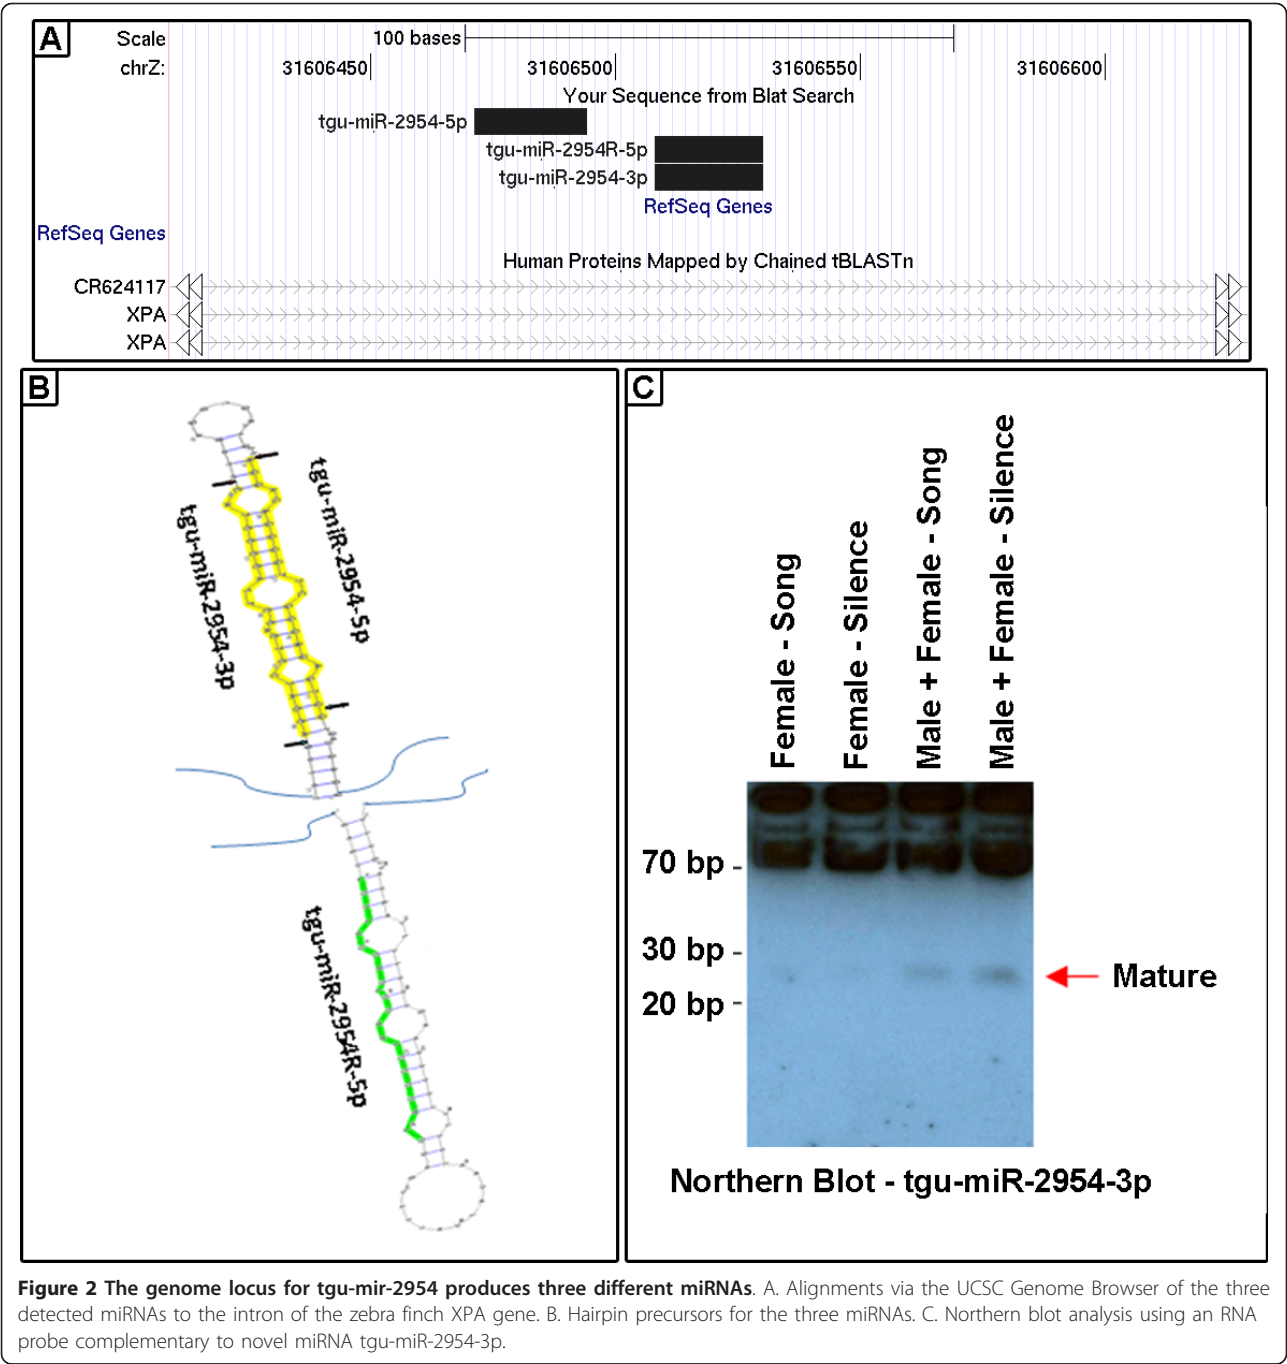 A
Scale
100 bases
chrZ:
31606450
31606500
31606550
31606600
Your Sequence from Blat Search
tgu-miR-2954-5p
tgu-miR-2954R-5p
tgu-miR-2954-3p
RefSeq Genes
RefSeq Genes
Human Proteins Mapped by Chained tBLASTn
CR624117
XPA
XPA
B
tgu-miR-2954-5p
tgu-miR-2954-3p
tgu-miR-2954R-5p
C
Female - Song
Female - Silence
Male + Female - Song
Male + Female - Silence
70 bp -
30 bp -
20 bp -
Mature
Northern Blot - tgu-miR-2954-3p
Figure 2 The genome locus for tgu-mir-2954 produces three different miRNAs. A. Alignments via the UCSC Genome Browser of the three
detected miRNAs to the intron of the zebra finch XPA gene. B. Hairpin precursors for the three miRNAs. C. Northern blot analysis using an RNA
probe complementary to novel miRNA tgu-miR-2954-3p.